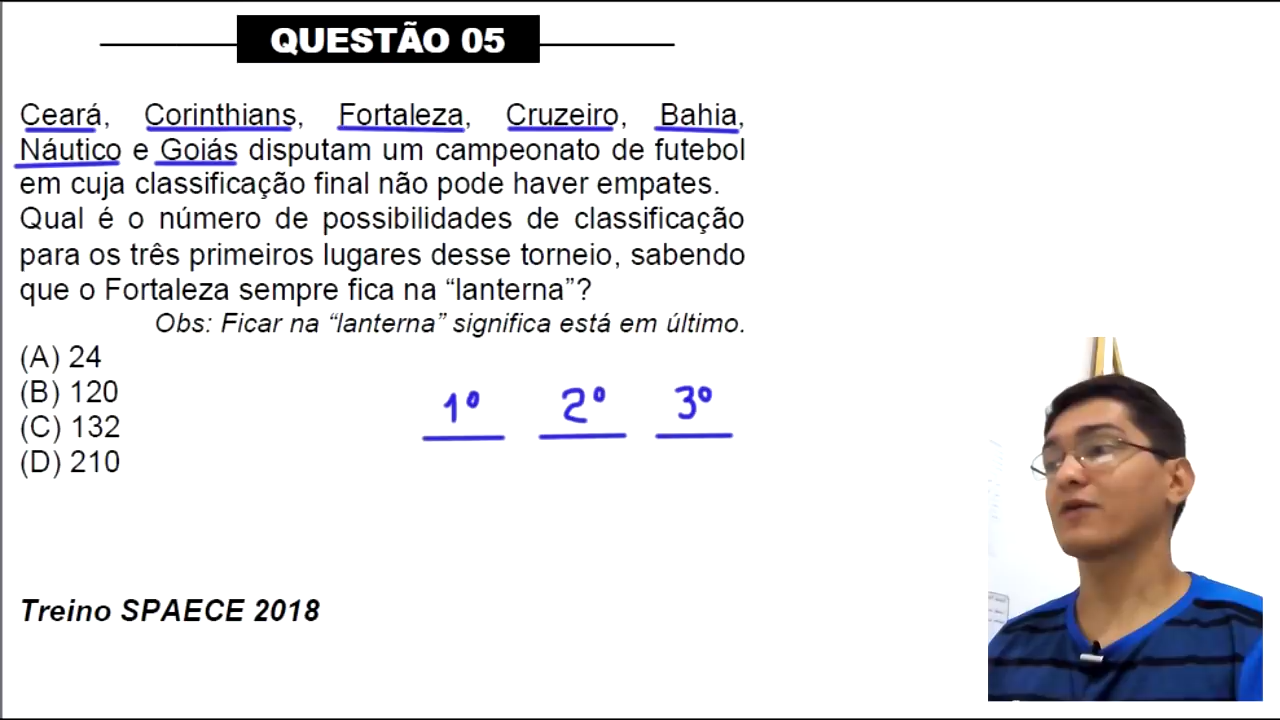 QUESTÃO 05
Ceará, Corinthians, Fortaleza, Cruzeiro, Bahia,
Náutico e Goiás disputam um campeonato de futebol
em cuja classificação final não pode haver empates.
Qual é o número de possibilidades de classificação
para os três primeiros lugares desse torneio, sabendo
que o Fortaleza sempre fica na “lanterna”?
Obs: Ficar na “lanterna” significa está em último.
(A) 24
(B) 120
(C) 132
(D) 210
1º 2º 3º
Treino SPAECE 2018